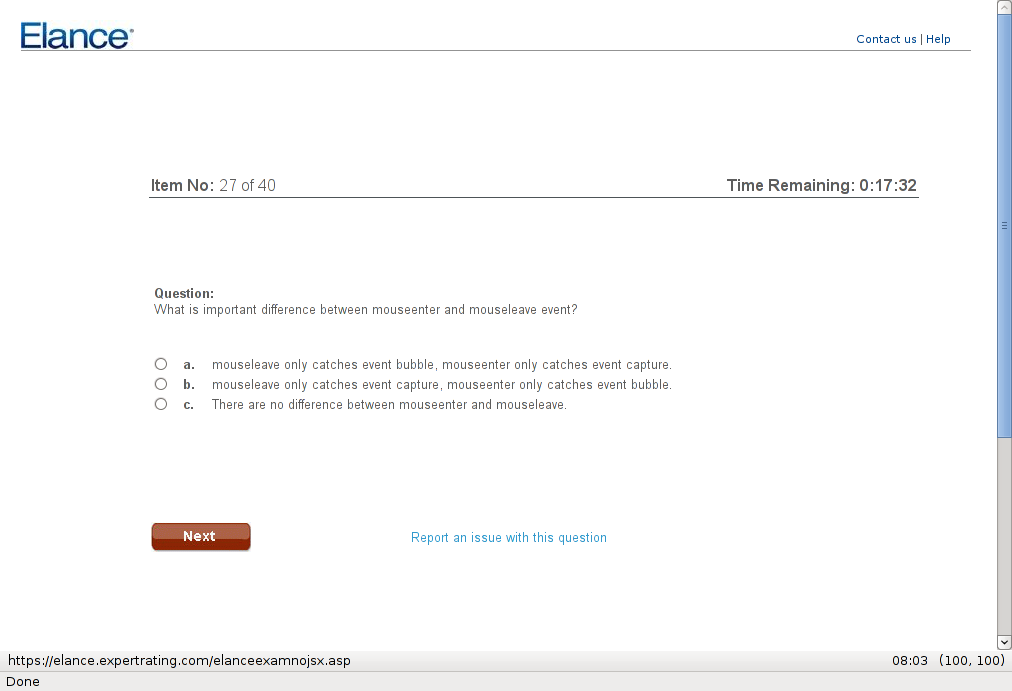 Elance®
Contact us | Help
Item No: 27 of 40 Time Remaining: 0:17:32
Question:
What is important difference between mouseenter and mouseleave event?
a. mouseleave only catches event bubble, mouseenter only catches event capture.
b. mouseleave only catches event capture, mouseenter only catches event bubble.
c. There are no difference between mouseenter and mouseleave.
Next Report an issue with this question
https://elance.expertrating.com/elanceexamnojsx.asp 08:03 (100, 100)
Done